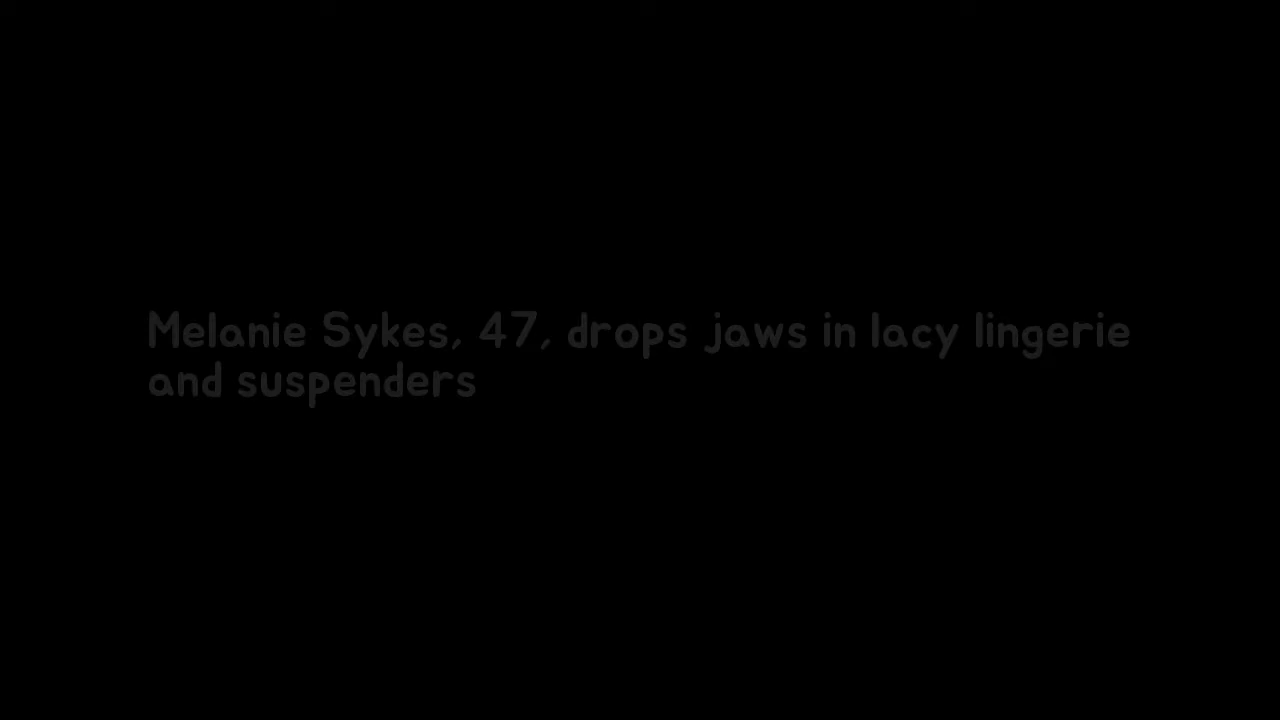 Melanie Sykes, 47, drops jaws in lacy lingerie
and suspenders